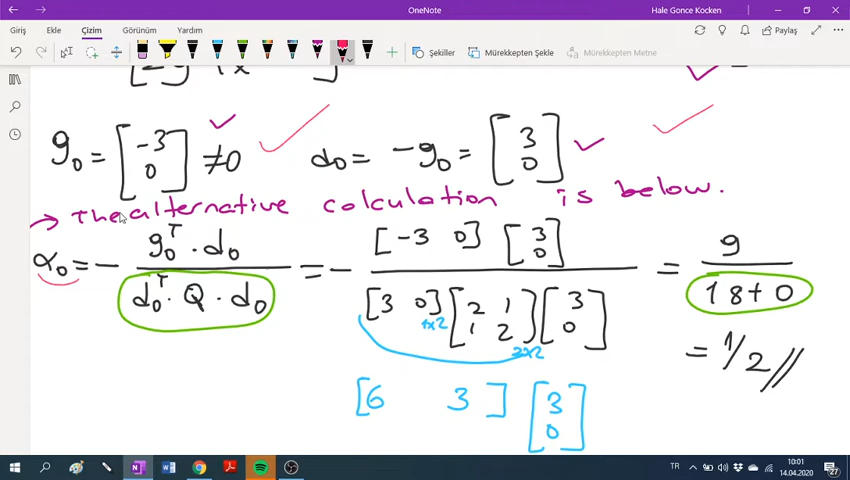 OneNote
Hale Gonce Kocken
Giriş Ekle Çizim Görünüm Yardım
Paylaş
Şekiller Mürekkepten Şekle Mürekkepten Metne
g₀ = [-3 0] ≠0 d₀ = -g₀ = [3 0]
→ The alternative calculation is below.
α₀ = - g₀ᵀ · d₀ / d₀ᵀ · Q · d₀ = - [-3 0] [3 0] / [3 0] [2 1 1 2] [3 0] = 9 / 18+0
1x2
2x2
= 1/2 //
[6 3] [3 0]
TR
10:01
14.04.2020
27